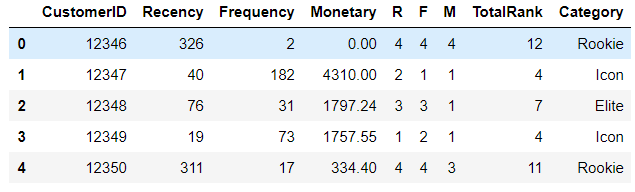 CustomerID Recency Frequency Monetary R F M TotalRank Category
0 12346 326 2 0.00 4 4 4 12 Rookie
1 12347 40 182 4310.00 2 1 1 4 Icon
2 12348 76 31 1797.24 3 3 1 7 Elite
3 12349 19 73 1757.55 1 2 1 4 Icon
4 12350 311 17 334.40 4 4 3 11 Rookie